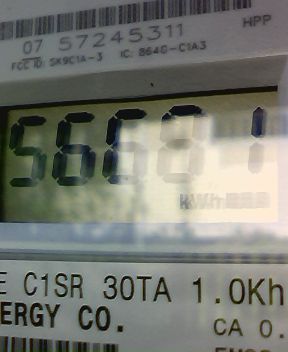 HPP
07 57245311
FCC ID: SK9C1A-3 IC: 864G-C1A3
56681
kWh
E C1SR 30TA 1.0Kh
ERGY CO.
CA 0.